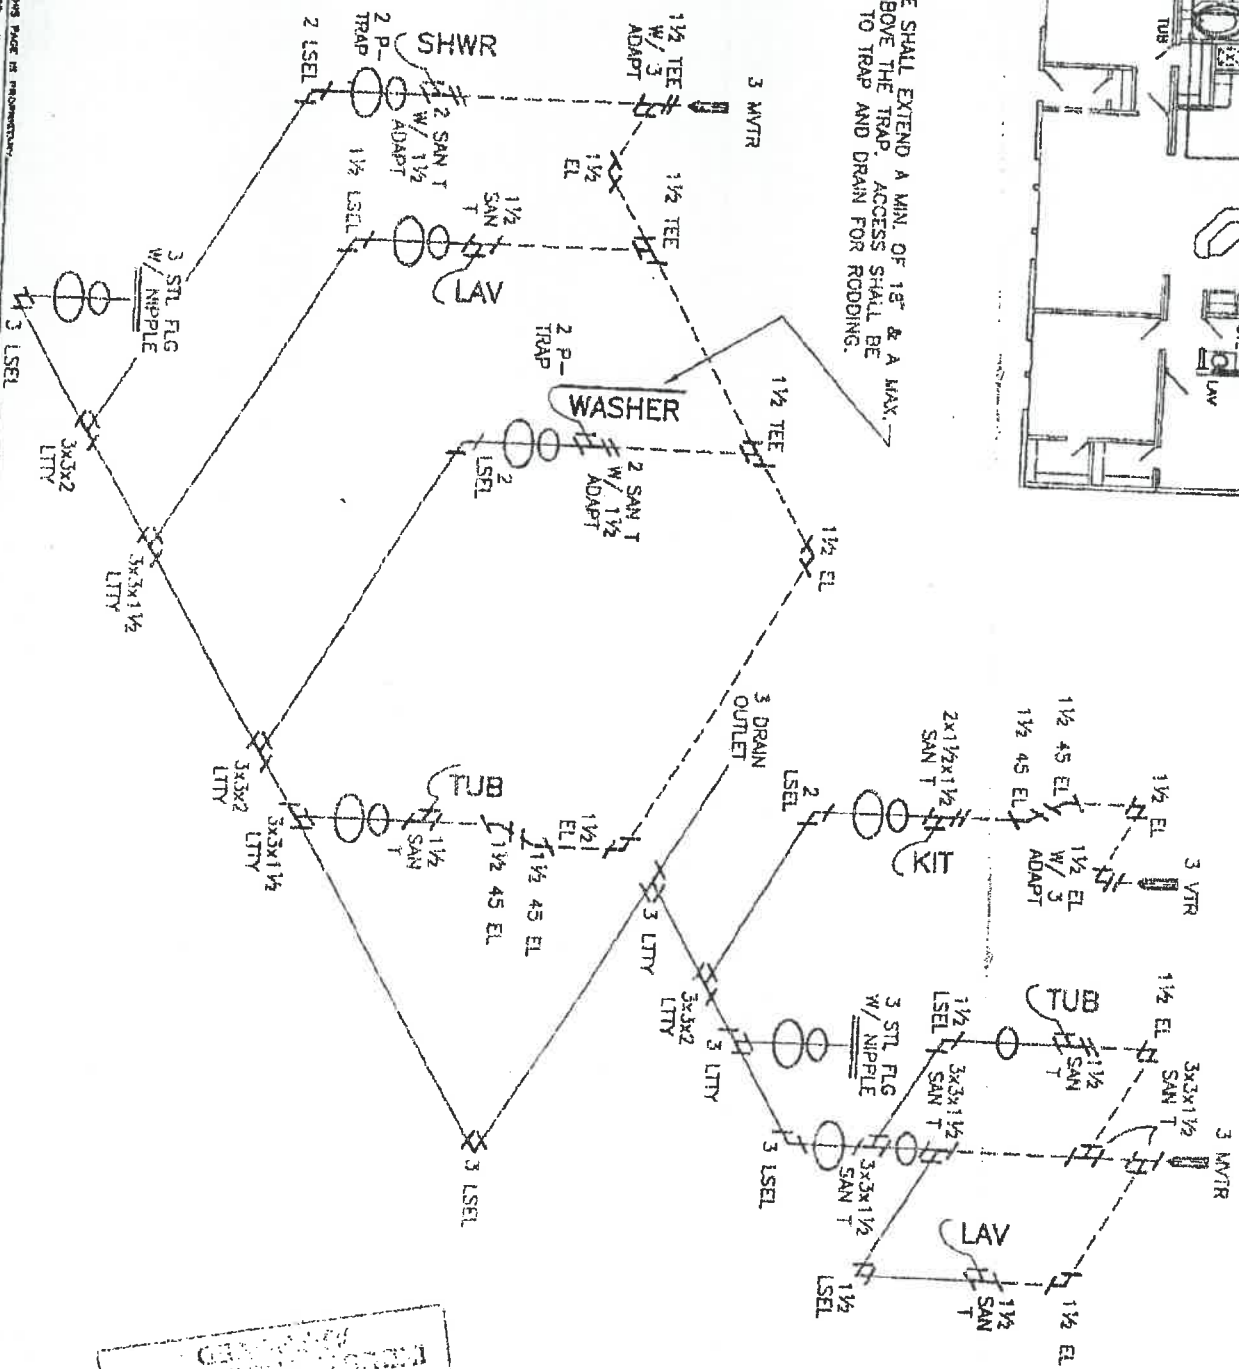 E SHALL EXTEND A MIN. OF 18" & A MAX.
BOVE THE TRAP. ACCESS SHALL BE
TO TRAP AND DRAIN FOR RODDING.
TUB
LAV
3 MVTR
1½ TEE
W/ 3
ADAPT
1½
EL
SHWR
2 P-
TRAP
2 SAN T
W/ 1½
ADAPT
2 LSEL
1½ TEE
1½
SAN
T
LAV
1½ LSEL
3 STL FLG
W/ NIPPLE
3 LSEL
3x3x2
LTTY
3x3x1½
LTTY
1½ TEE
2 P-
TRAP
WASHER
2 SAN T
W/ 1½
ADAPT
2
LSEL
1½ EL
3x3x2
LTTY
TUB
1½
SAN
T
1½ 45 EL
1½ 45 EL
1½
EL
3x3x1½
LTTY
3 DRAIN
OUTLET
3 LTTY
3 LSEL
3 VTR
1½ EL
1½ EL
W/ 3
ADAPT
1½ 45 EL
1½ 45 EL
2x1½x1½
SAN T
KIT
2
LSEL
3x3x2
LTTY
3 STL FLG
W/ NIPPLE
3 LTTY
3 MVTR
3x3x1½
SAN T
1½ EL
TUB
1½
SAN
T
1½
LSEL
3x3x1½
SAN T
3x3x1½
SAN T
3 LSEL
LAV
1½ EL
1½
SAN
T
1½
LSEL
PAGE IS PROPRIETARY